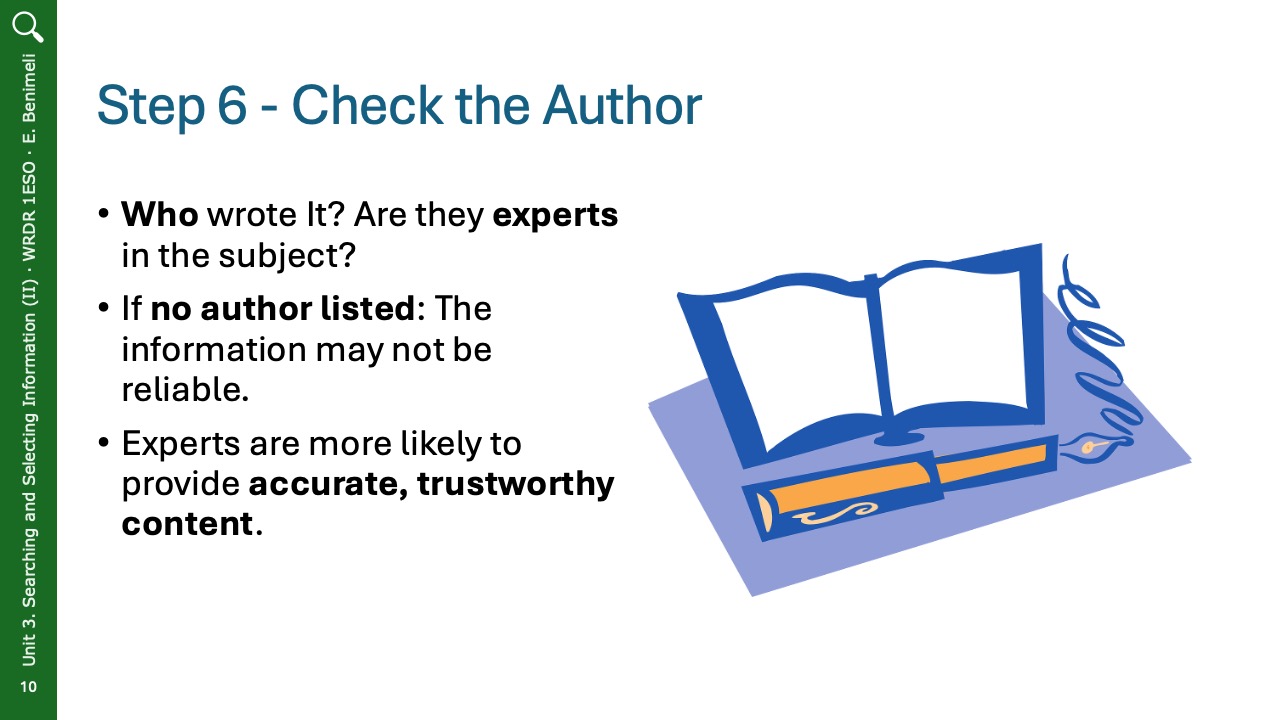 Step 6 - Check the Author
• Who wrote It? Are they experts
in the subject?
• If no author listed: The
information may not be
reliable.
• Experts are more likely to
provide accurate, trustworthy
content.
Unit 3. Searching and Selecting Information (II) · WRDR 1ESO · E. Benimeli
10